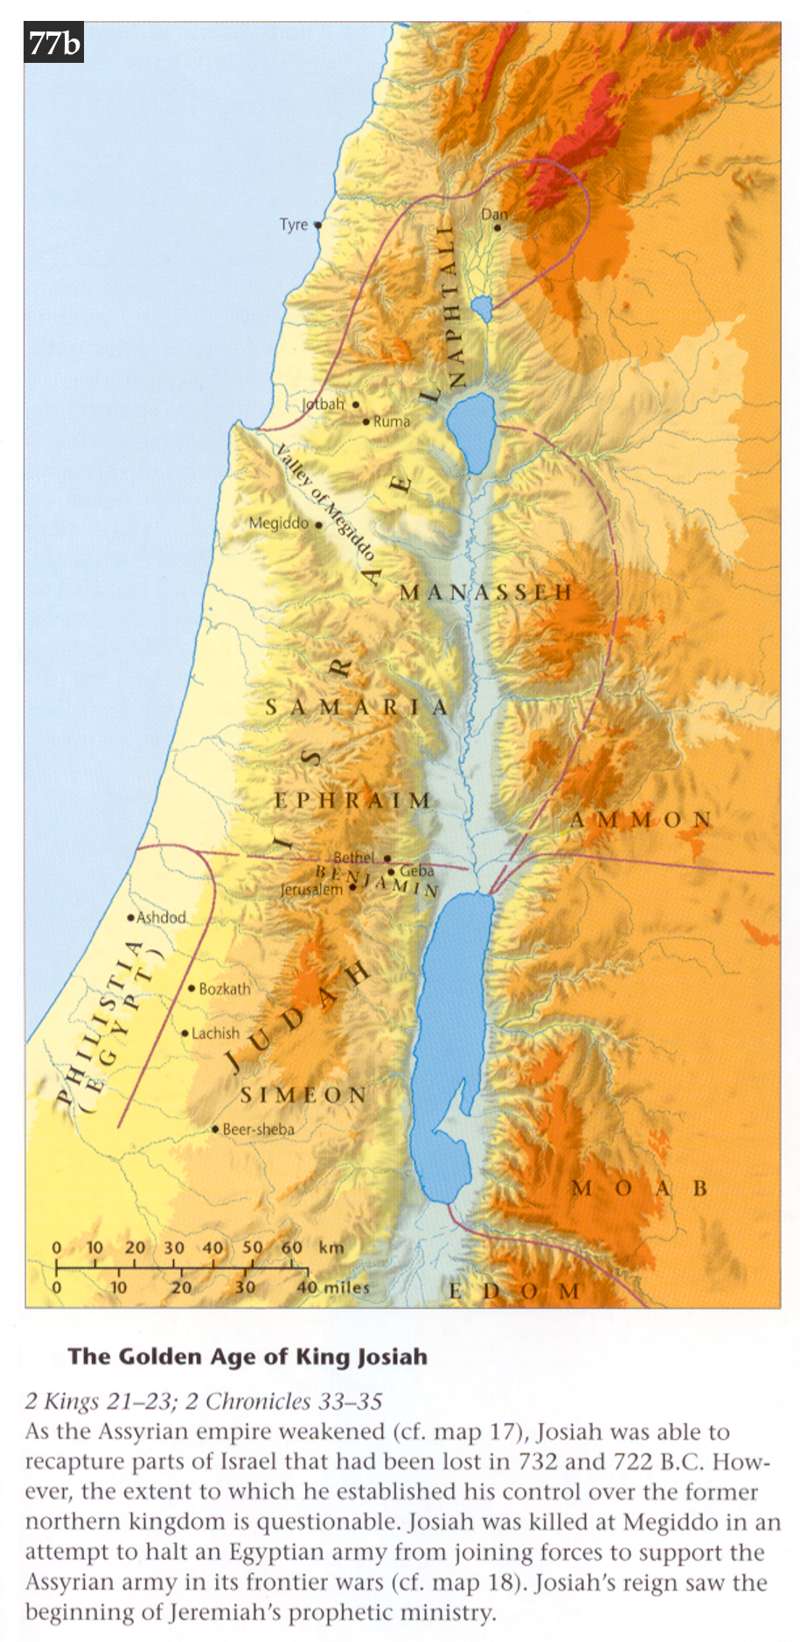 77b
Tyre
Dan
NAPHTALI
Jotbah
Ruma
Valley of Megiddo
Megiddo
ISRAEL
MANASSEH
SAMARIA
EPHRAIM
AMMON
Bethel
Geba
BENJAMIN
Jerusalem
Ashdod
PHILISTIA
(EGYPT)
Bozkath
Lachish
JUDAH
SIMEON
Beer-sheba
MOAB
EDOM
0 10 20 30 40 50 60 km
0 10 20 30 40 miles
The Golden Age of King Josiah
2 Kings 21–23; 2 Chronicles 33–35
As the Assyrian empire weakened (cf. map 17), Josiah was able to
recapture parts of Israel that had been lost in 732 and 722 B.C. How-
ever, the extent to which he established his control over the former
northern kingdom is questionable. Josiah was killed at Megiddo in an
attempt to halt an Egyptian army from joining forces to support the
Assyrian army in its frontier wars (cf. map 18). Josiah's reign saw the
beginning of Jeremiah's prophetic ministry.